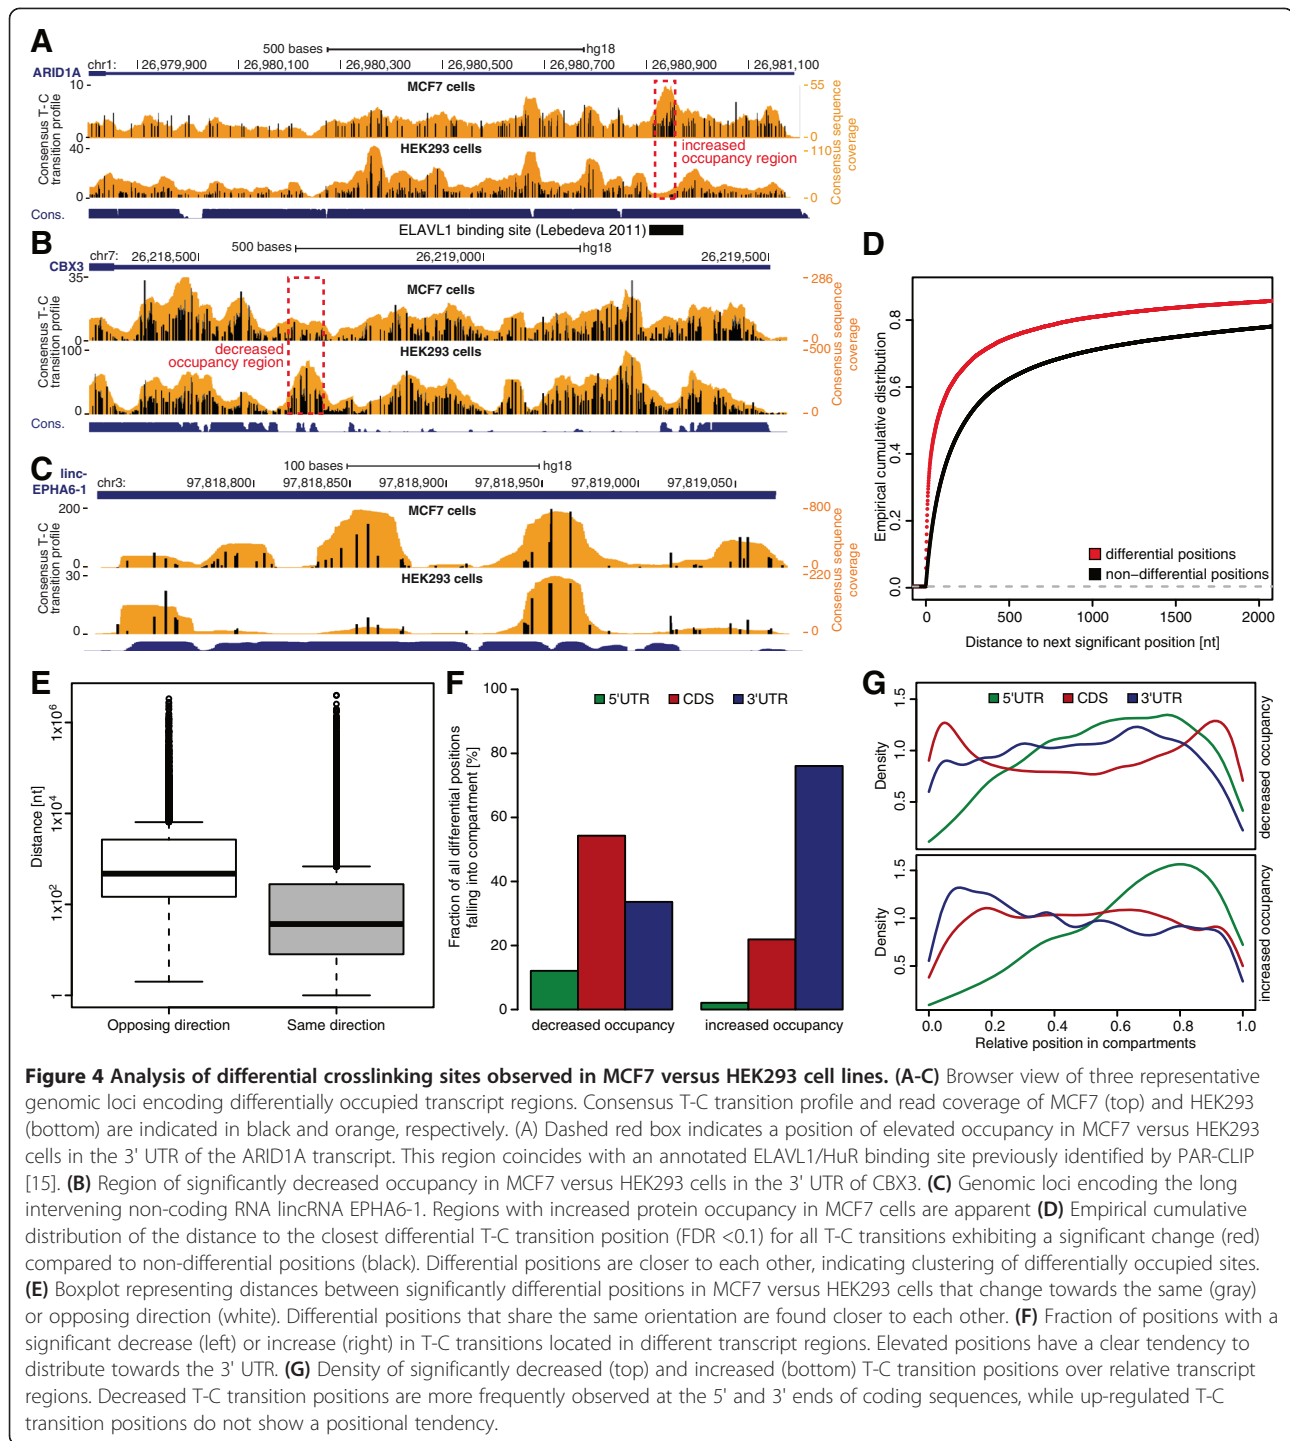 A
500 bases
hg18
chr1:
26,979,900
26,980,100
26,980,300
26,980,500
26,980,700
26,980,900
26,981,100
ARID1A
MCF7 cells
10
0
55
0
Consensus T-C
transition profile
HEK293 cells
40
0
110
0
Consensus sequence
coverage
increased
occupancy region
Cons.
ELAVL1 binding site (Lebedeva 2011)
B
500 bases
hg18
chr7:
26,218,500
26,219,000
26,219,500
CBX3
MCF7 cells
35
0
286
0
Consensus T-C
transition profile
decreased
occupancy region
HEK293 cells
100
0
500
0
Consensus sequence
coverage
Cons.
C
100 bases
hg18
linc-
EPHA6-1
chr3:
97,818,800
97,818,850
97,818,900
97,818,950
97,819,000
97,819,050
MCF7 cells
200
0
800
0
Consensus T-C
transition profile
HEK293 cells
30
0
220
0
Consensus sequence
coverage
D
Empirical cumulative distribution
0.0
0.2
0.4
0.6
0.8
differential positions
non-differential positions
0
500
1000
1500
2000
Distance to next significant position [nt]
E
Distance [nt]
1x10⁶
1x10⁴
1x10²
1
Opposing direction
Same direction
F
Fraction of all differential positions
falling into compartment [%]
100
80
60
40
20
0
5'UTR
CDS
3'UTR
decreased occupancy
increased occupancy
G
5'UTR
CDS
3'UTR
Density
1.5
1.0
0.5
decreased occupancy
Density
1.5
1.0
0.5
increased occupancy
0.0
0.2
0.4
0.6
0.8
1.0
Relative position in compartments
Figure 4 Analysis of differential crosslinking sites observed in MCF7 versus HEK293 cell lines. (A-C) Browser view of three representative
genomic loci encoding differentially occupied transcript regions. Consensus T-C transition profile and read coverage of MCF7 (top) and HEK293
(bottom) are indicated in black and orange, respectively. (A) Dashed red box indicates a position of elevated occupancy in MCF7 versus HEK293
cells in the 3' UTR of the ARID1A transcript. This region coincides with an annotated ELAVL1/HuR binding site previously identified by PAR-CLIP
[15]. (B) Region of significantly decreased occupancy in MCF7 versus HEK293 cells in the 3' UTR of CBX3. (C) Genomic loci encoding the long
intervening non-coding RNA lincRNA EPHA6-1. Regions with increased protein occupancy in MCF7 cells are apparent (D) Empirical cumulative
distribution of the distance to the closest differential T-C transition position (FDR <0.1) for all T-C transitions exhibiting a significant change (red)
compared to non-differential positions (black). Differential positions are closer to each other, indicating clustering of differentially occupied sites.
(E) Boxplot representing distances between significantly differential positions in MCF7 versus HEK293 cells that change towards the same (gray)
or opposing direction (white). Differential positions that share the same orientation are found closer to each other. (F) Fraction of positions with a
significant decrease (left) or increase (right) in T-C transitions located in different transcript regions. Elevated positions have a clear tendency to
distribute towards the 3' UTR. (G) Density of significantly decreased (top) and increased (bottom) T-C transition positions over relative transcript
regions. Decreased T-C transition positions are more frequently observed at the 5' and 3' ends of coding sequences, while up-regulated T-C
transition positions do not show a positional tendency.